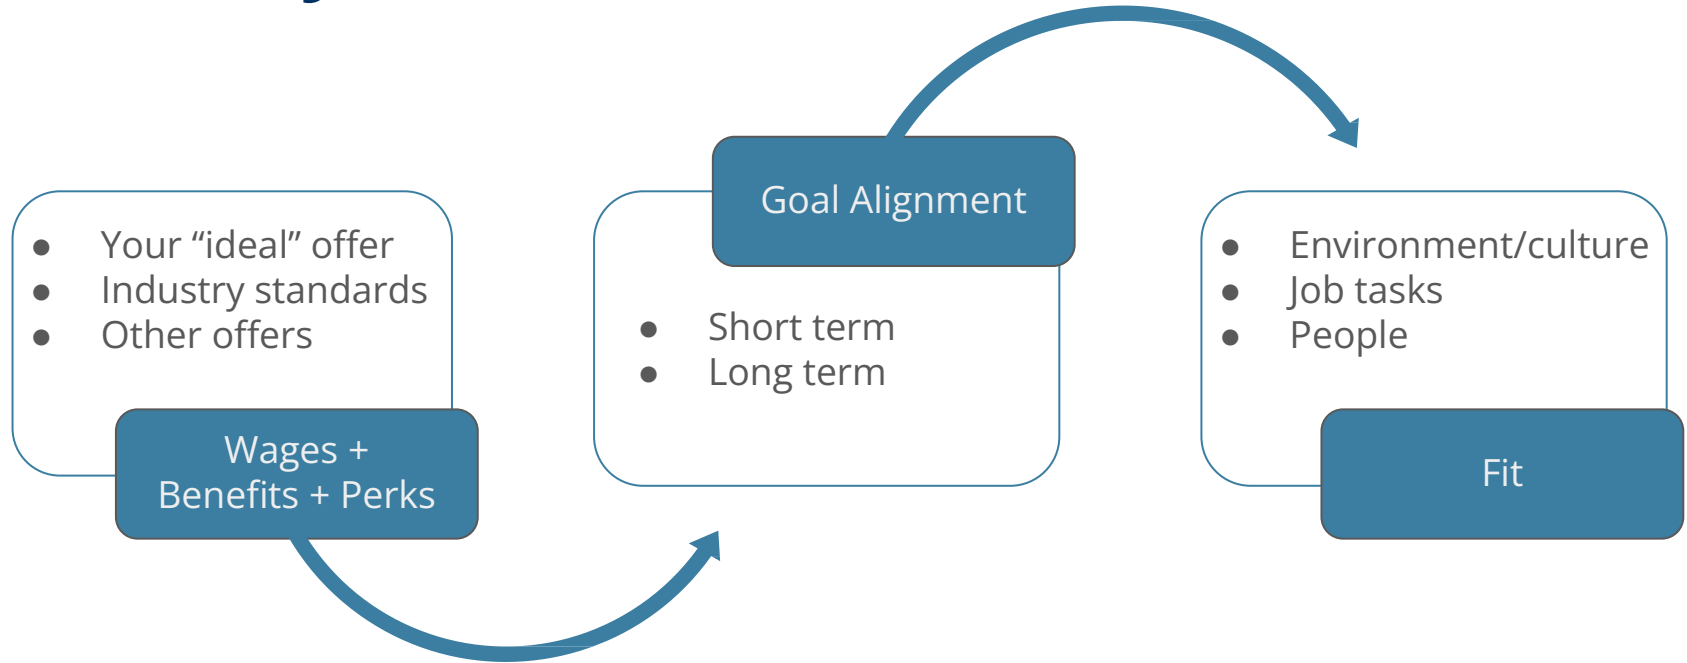 ● Your “ideal” offer
● Industry standards
● Other offers
Wages +
Benefits + Perks
Goal Alignment
● Short term
● Long term
● Environment/culture
● Job tasks
● People
Fit